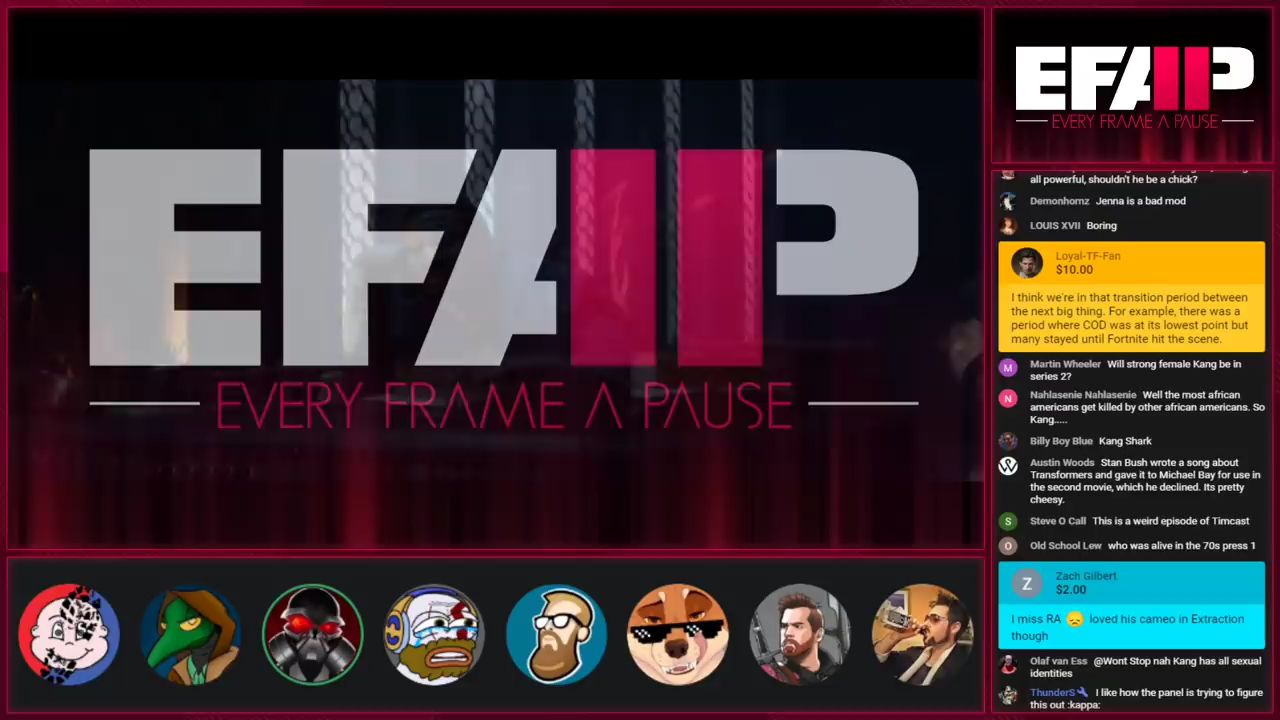 EFAP
EVERY FRAME A PAUSE
EFAP
EVERY FRAME A PAUSE
all powerful, shouldn't he be a chick?
Demonhornz Jenna is a bad mod
LOUIS XVII Boring
Loyal-TF-Fan
$10.00
I think we're in that transition period between
the next big thing. For example, there was a
period where COD was at its lowest point but
many stayed until Fortnite hit the scene.
M
Martin Wheeler Will strong female Kang be in
series 2?
N
Nahlasenie Nahlasenie Well the most african
americans get killed by other african americans. So
Kang.....
Billy Boy Blue Kang Shark
Austin Woods Stan Bush wrote a song about
Transformers and gave it to Michael Bay for use in
the second movie, which he declined. Its pretty
cheesy.
S
Steve O Call This is a weird episode of Timcast
O
Old School Lew who was alive in the 70s press 1
Z
Zach Gilbert
$2.00
I miss RA 😞 loved his cameo in Extraction
though
Olaf van Ess @Wont Stop nah Kang has all sexual
identities
ThunderS I like how the panel is trying to figure
this out :kappa: